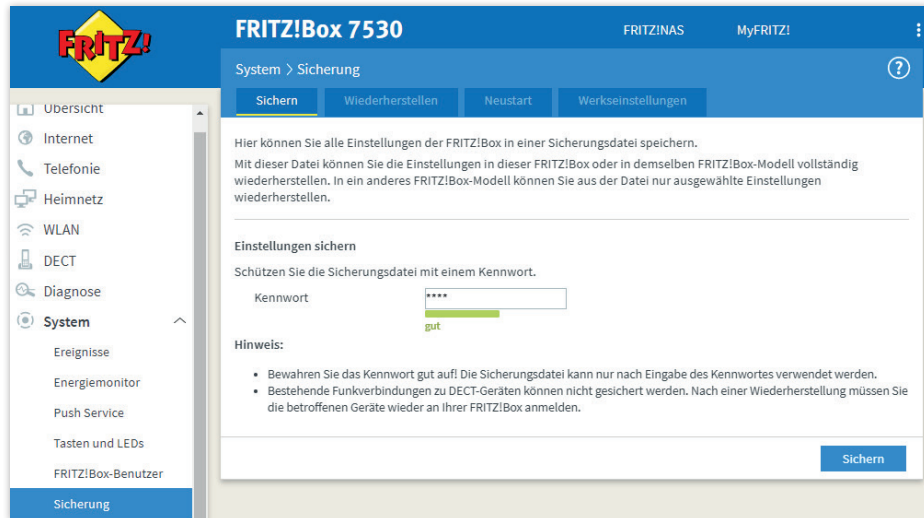 FRITZ!
FRITZ!Box 7530
FRITZ!NAS
MyFRITZ!
System > Sicherung
?
Sichern
Wiederherstellen
Neustart
Werkseinstellungen
Übersicht
Internet
Telefonie
Heimnetz
WLAN
DECT
Diagnose
System
Ereignisse
Energiemonitor
Push Service
Tasten und LEDs
FRITZ!Box-Benutzer
Sicherung
Hier können Sie alle Einstellungen der FRITZ!Box in einer Sicherungsdatei speichern.
Mit dieser Datei können Sie die Einstellungen in dieser FRITZ!Box oder in demselben FRITZ!Box-Modell vollständig
wiederherstellen. In ein anderes FRITZ!Box-Modell können Sie aus der Datei nur ausgewählte Einstellungen
wiederherstellen.
Einstellungen sichern
Schützen Sie die Sicherungsdatei mit einem Kennwort.
Kennwort
****
gut
Hinweis:
• Bewahren Sie das Kennwort gut auf! Die Sicherungsdatei kann nur nach Eingabe des Kennwortes verwendet werden.
• Bestehende Funkverbindungen zu DECT-Geräten können nicht gesichert werden. Nach einer Wiederherstellung müssen Sie
die betroffenen Geräte wieder an Ihrer FRITZ!Box anmelden.
Sichern